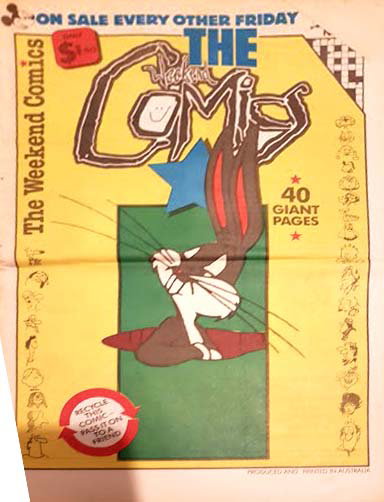 ON SALE EVERY OTHER FRIDAY
ONLY
THE
Weekend
Comics
The Weekend Comics
40
GIANT
PAGES
RECYCLE
THIS
COMIC -
PASS IT ON
TO A
FRIEND
PRODUCED AND PRINTED IN AUSTRALIA